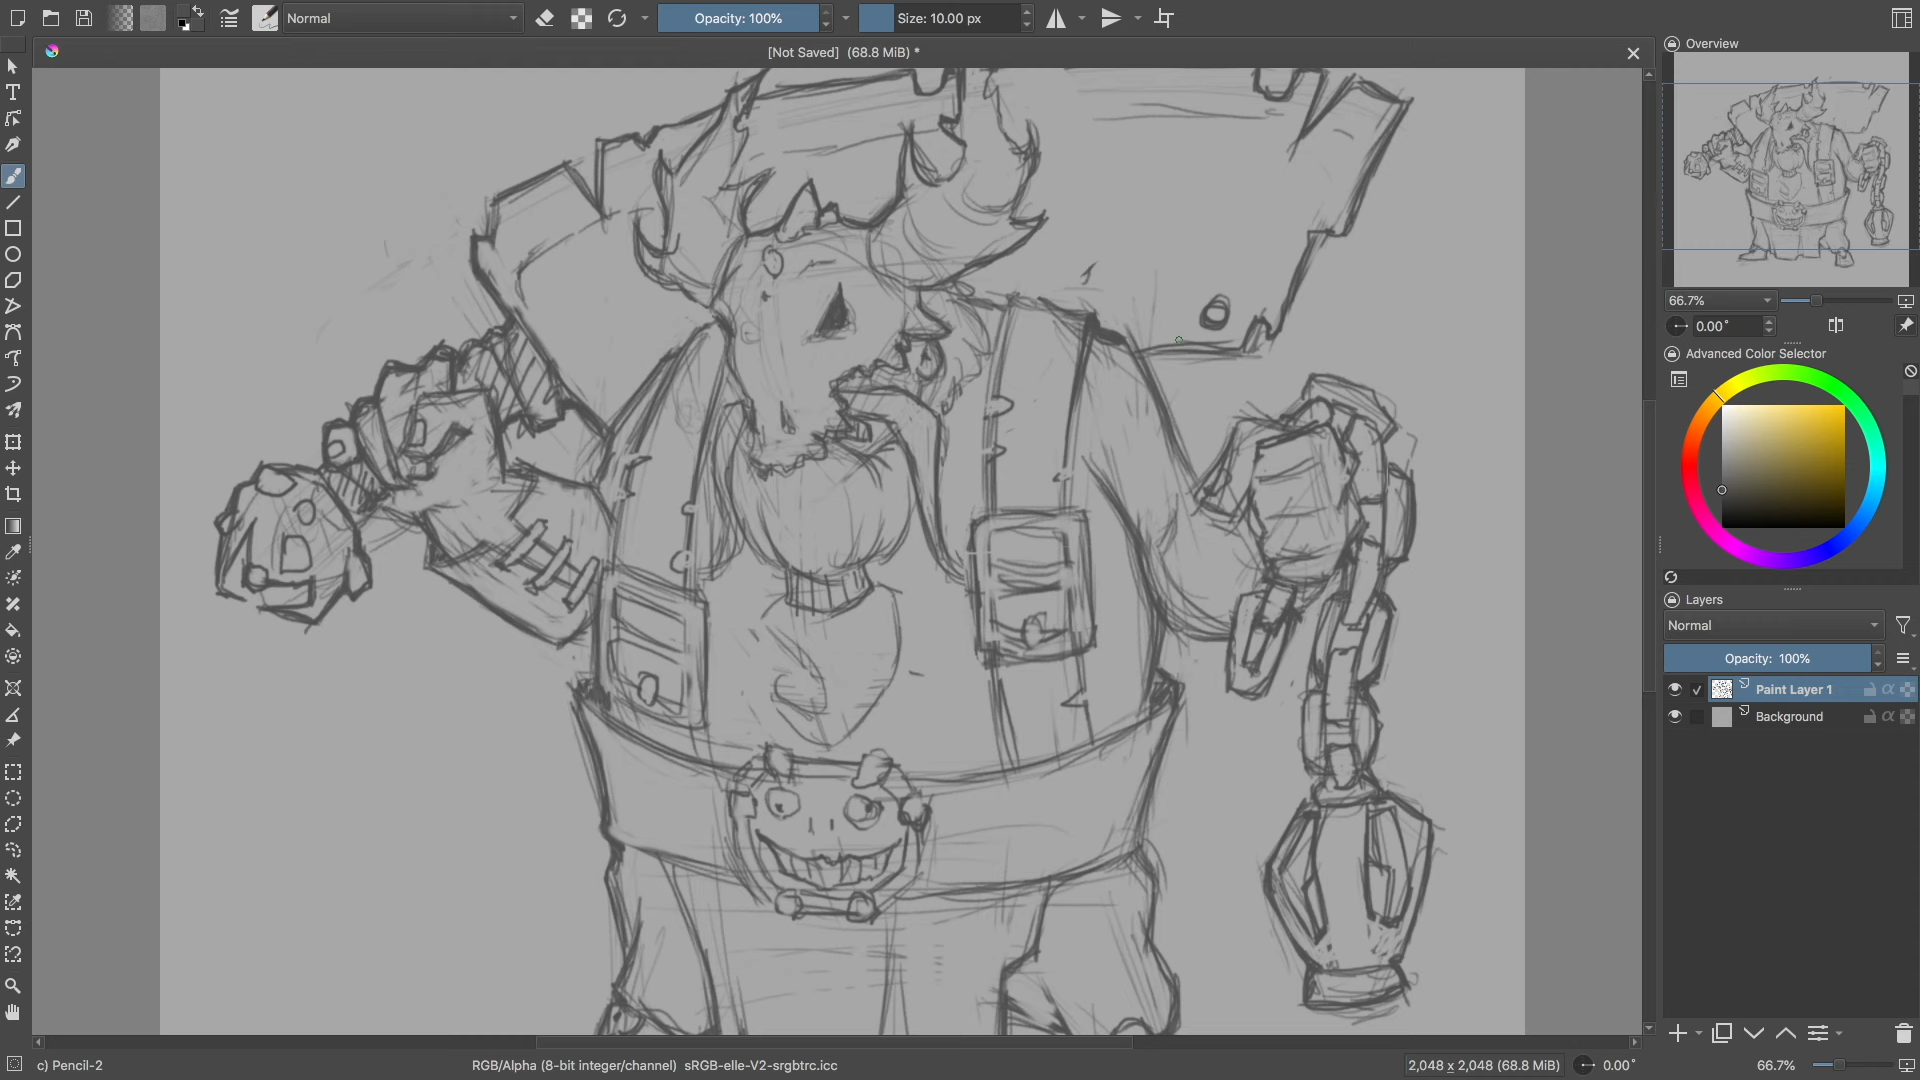 Normal
Opacity: 100%
Size: 10.00 px
[Not Saved]  (68.8 MiB) *
Overview
66.7%
0.00°
Advanced Color Selector
Layers
Normal
Opacity:  100%
Paint Layer 1
Background
c) Pencil-2
RGB/Alpha (8-bit integer/channel)  sRGB-elle-V2-srgbtrc.icc
2,048 x 2,048 (68.8 MiB)
0.00°
66.7%